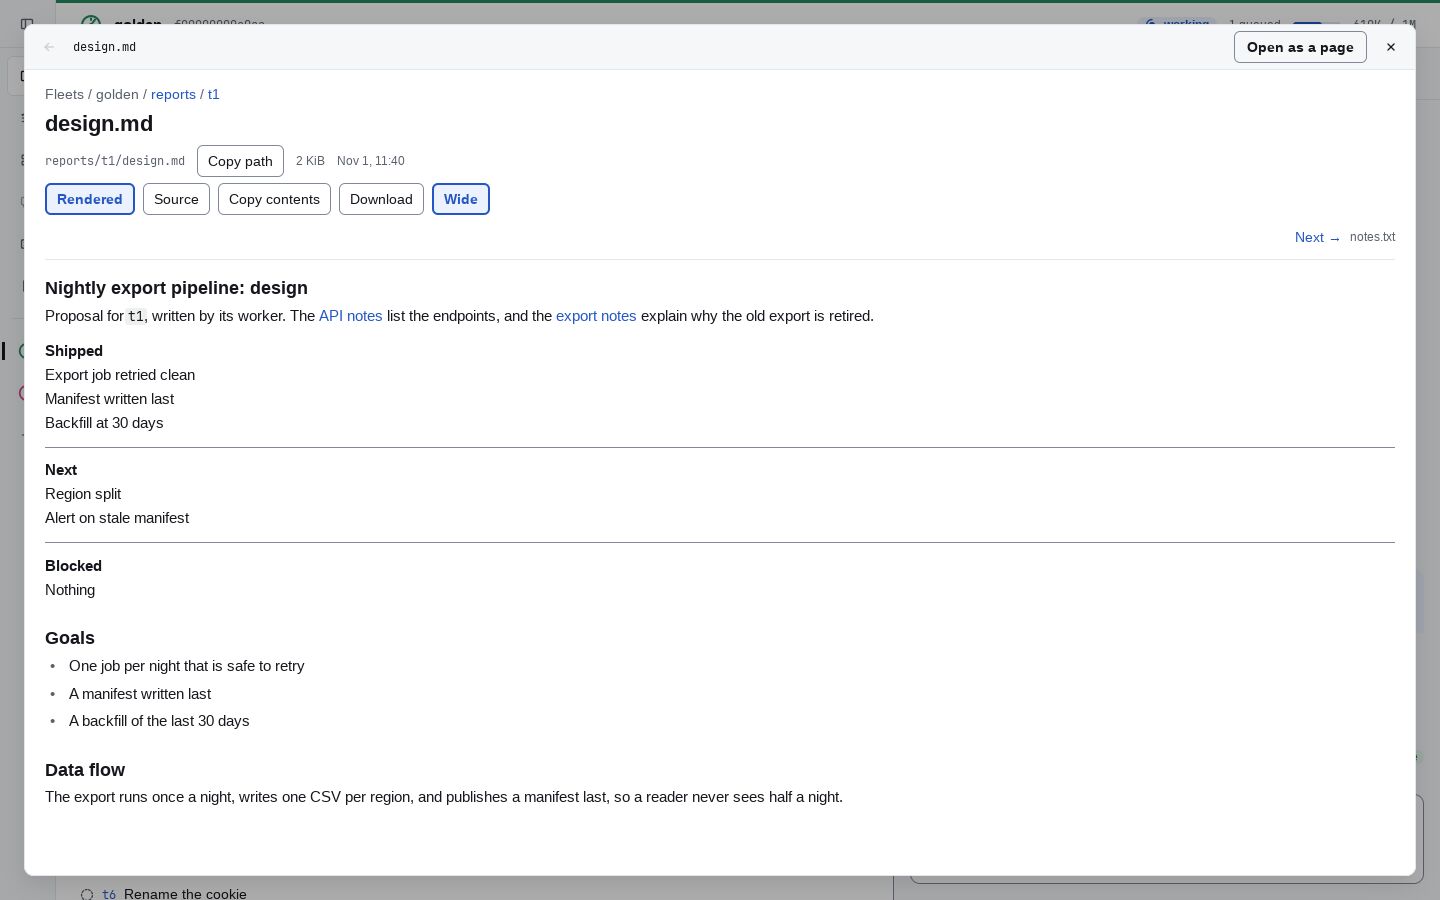 design.md
Open as a page
Fleets / golden / reports / t1
design.md
reports/t1/design.md Copy path 2 KiB Nov 1, 11:40
Rendered Source Copy contents Download Wide
Next → notes.txt
Nightly export pipeline: design
Proposal for t1, written by its worker. The API notes list the endpoints, and the export notes explain why the old export is retired.
Shipped
Export job retried clean
Manifest written last
Backfill at 30 days
Next
Region split
Alert on stale manifest
Blocked
Nothing
Goals
• One job per night that is safe to retry
• A manifest written last
• A backfill of the last 30 days
Data flow
The export runs once a night, writes one CSV per region, and publishes a manifest last, so a reader never sees half a night.
t6 Rename the cookie